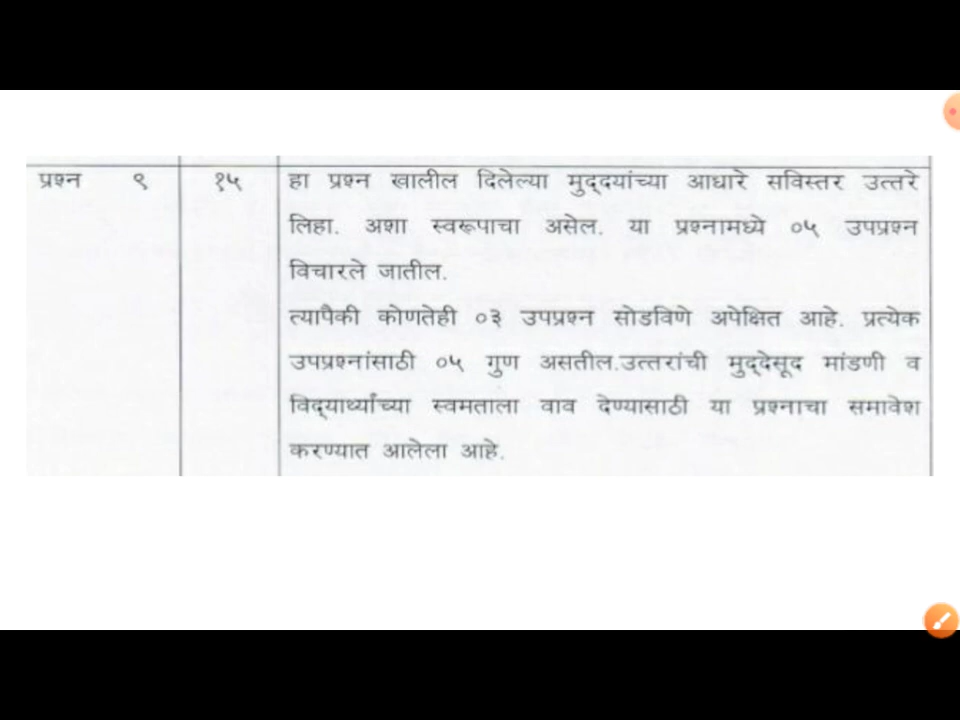 प्रश्न ९ १५ हा प्रश्न खालील दिलेल्या मुद्दयांच्या आधारे सविस्तर उत्तरे
लिहा. अशा स्वरूपाचा असेल. या प्रश्नामध्ये ०५ उपप्रश्न
विचारले जातील.
त्यापैकी कोणतेही ०३ उपप्रश्न सोडविणे अपेक्षित आहे. प्रत्येक
उपप्रश्नांसाठी ०५ गुण असतील.उत्तरांची मुद्देसूद मांडणी व
विद्यार्थ्यांच्या स्वमताला वाव देण्यासाठी या प्रश्नाचा समावेश
करण्यात आलेला आहे.